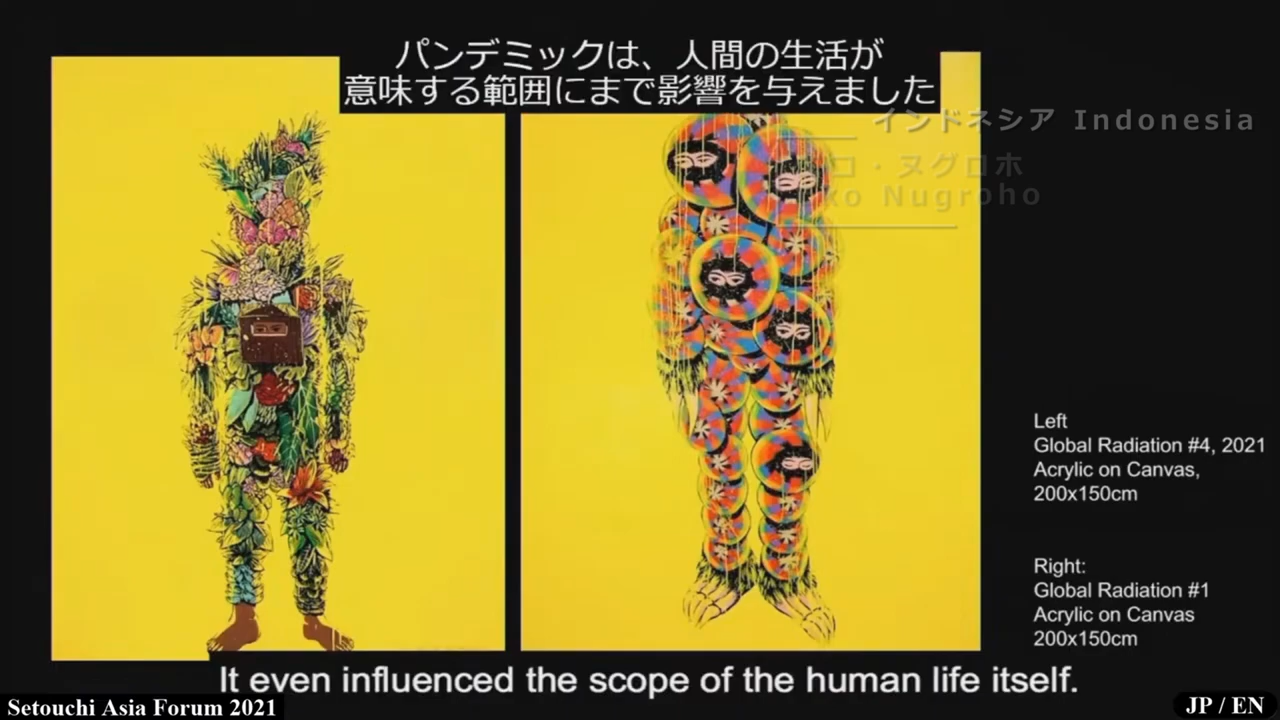 パンデミックは、人間の生活が
意味する範囲にまで影響を与えました
インドネシア Indonesia
コ・ヌグロホ
ko Nugroho
Left
Global Radiation #4, 2021
Acrylic on Canvas,
200x150cm
Right:
Global Radiation #1
Acrylic on Canvas
200x150cm
It even influenced the scope of the human life itself.
Setouchi Asia Forum 2021
JP / EN